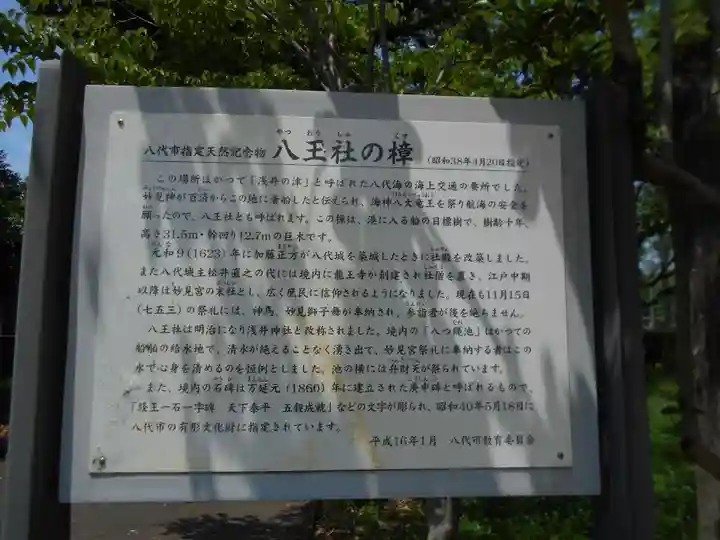 八代市指定天然記念物 八王社の樟 (昭和38年4月20日指定)
この場所はかつて「浅井の津」と呼ばれた八代海の海上交通の要所でした。
妙見神が百済からこの地に着船したと伝えられ、海神八大竜王を祭り航海の安全を
願ったので、八王社とも呼ばれます。この樟は、港に入る船の目標樹で、樹齢千年、
高さ31.5m・幹回り12.7mの巨木です。
元和9(1623)年に加藤正方が八代城を築城したときに社殿を改築しました。
また八代城主松井直之の代には境内に龍王寺が創建され社僧を置き、江戸中期
以降は妙見宮の末社とし、広く庶民に信仰されるようになりました。現在も11月15日
(七五三)の祭礼には、神馬、妙見獅子舞が奉納され、参詣者が後を絶ちません。
八王社は明治になり浅井神社と改称されました。境内の「八つ縄池」はかつての
船舶の給水地で、清水が絶えることなく湧き出て、妙見宮祭礼に奉納する者はこの
水で心身を清めるのを恒例としました。池の横には弁財天が祭られています。
また、境内の石碑は万延元(1860)年に建立された庚申碑と呼ばれるもので、
「経王一石一字碑 天下泰平 五穀成就」などの文字が彫られ、昭和40年5月18日に
八代市の有形文化財に指定されています。
平成16年1月 八代市教育委員会